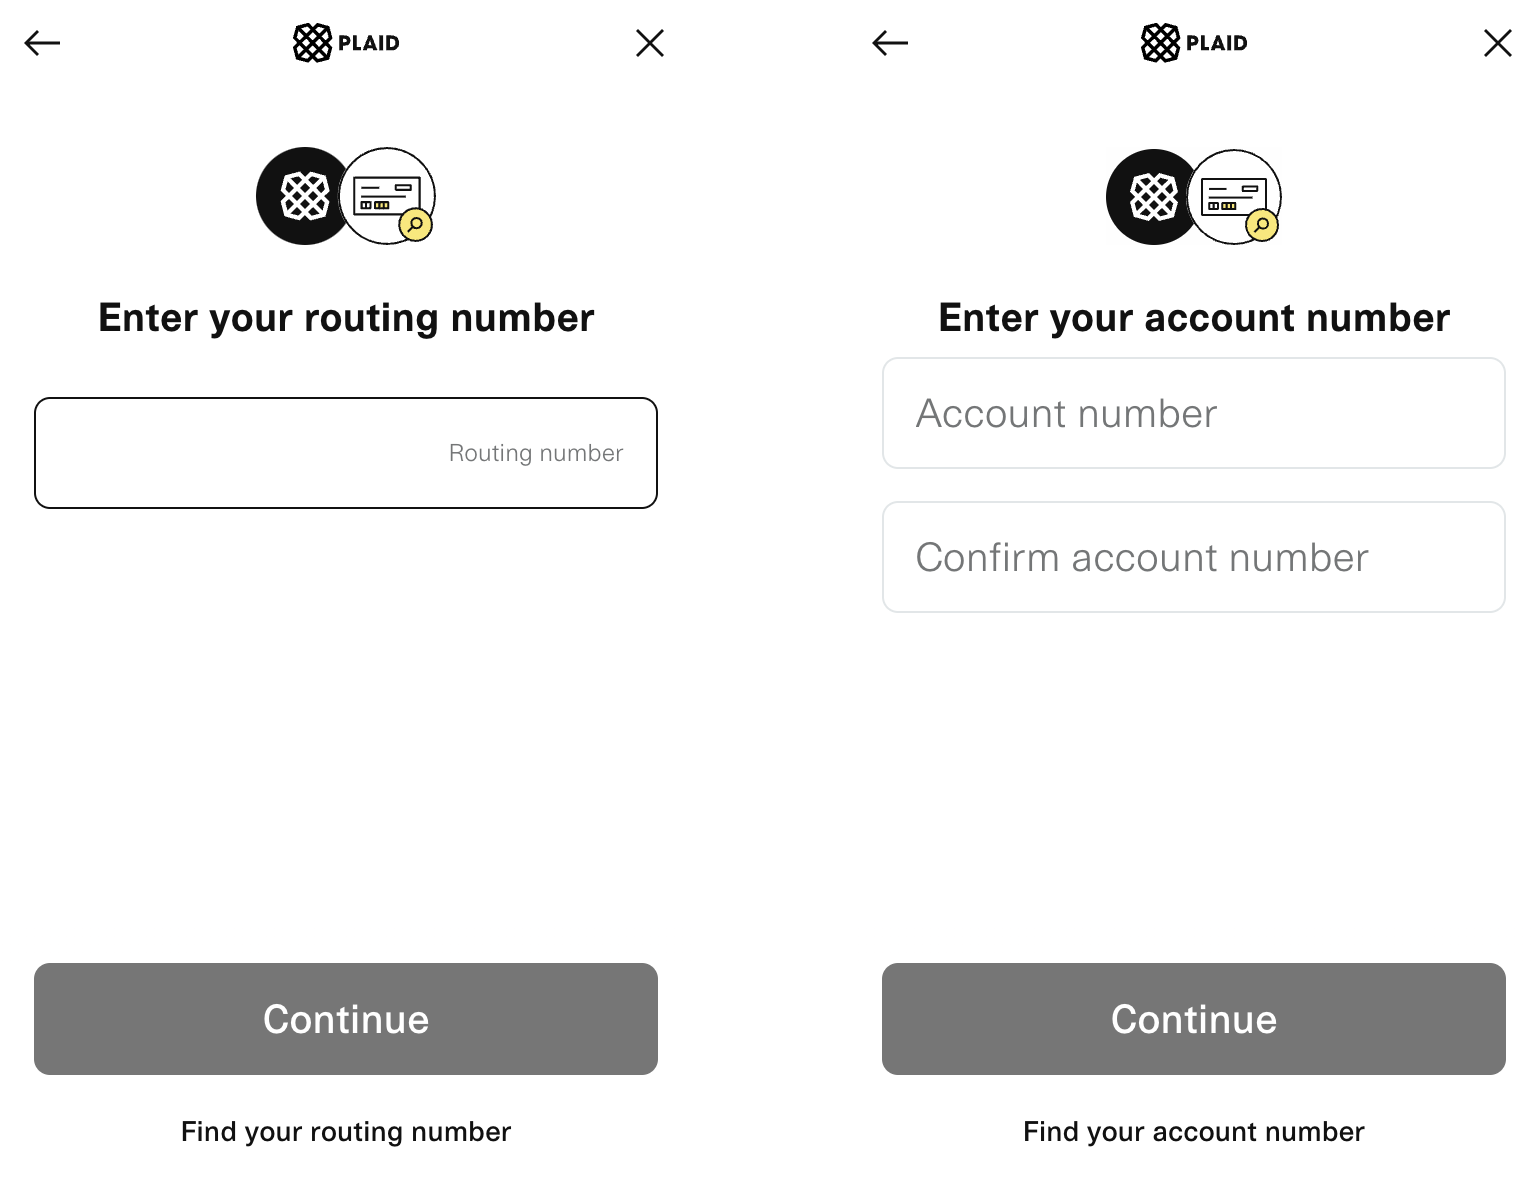 PLAID
Enter your routing number
Routing number
Continue
Find your routing number
PLAID
Enter your account number
Account number
Confirm account number
Continue
Find your account number